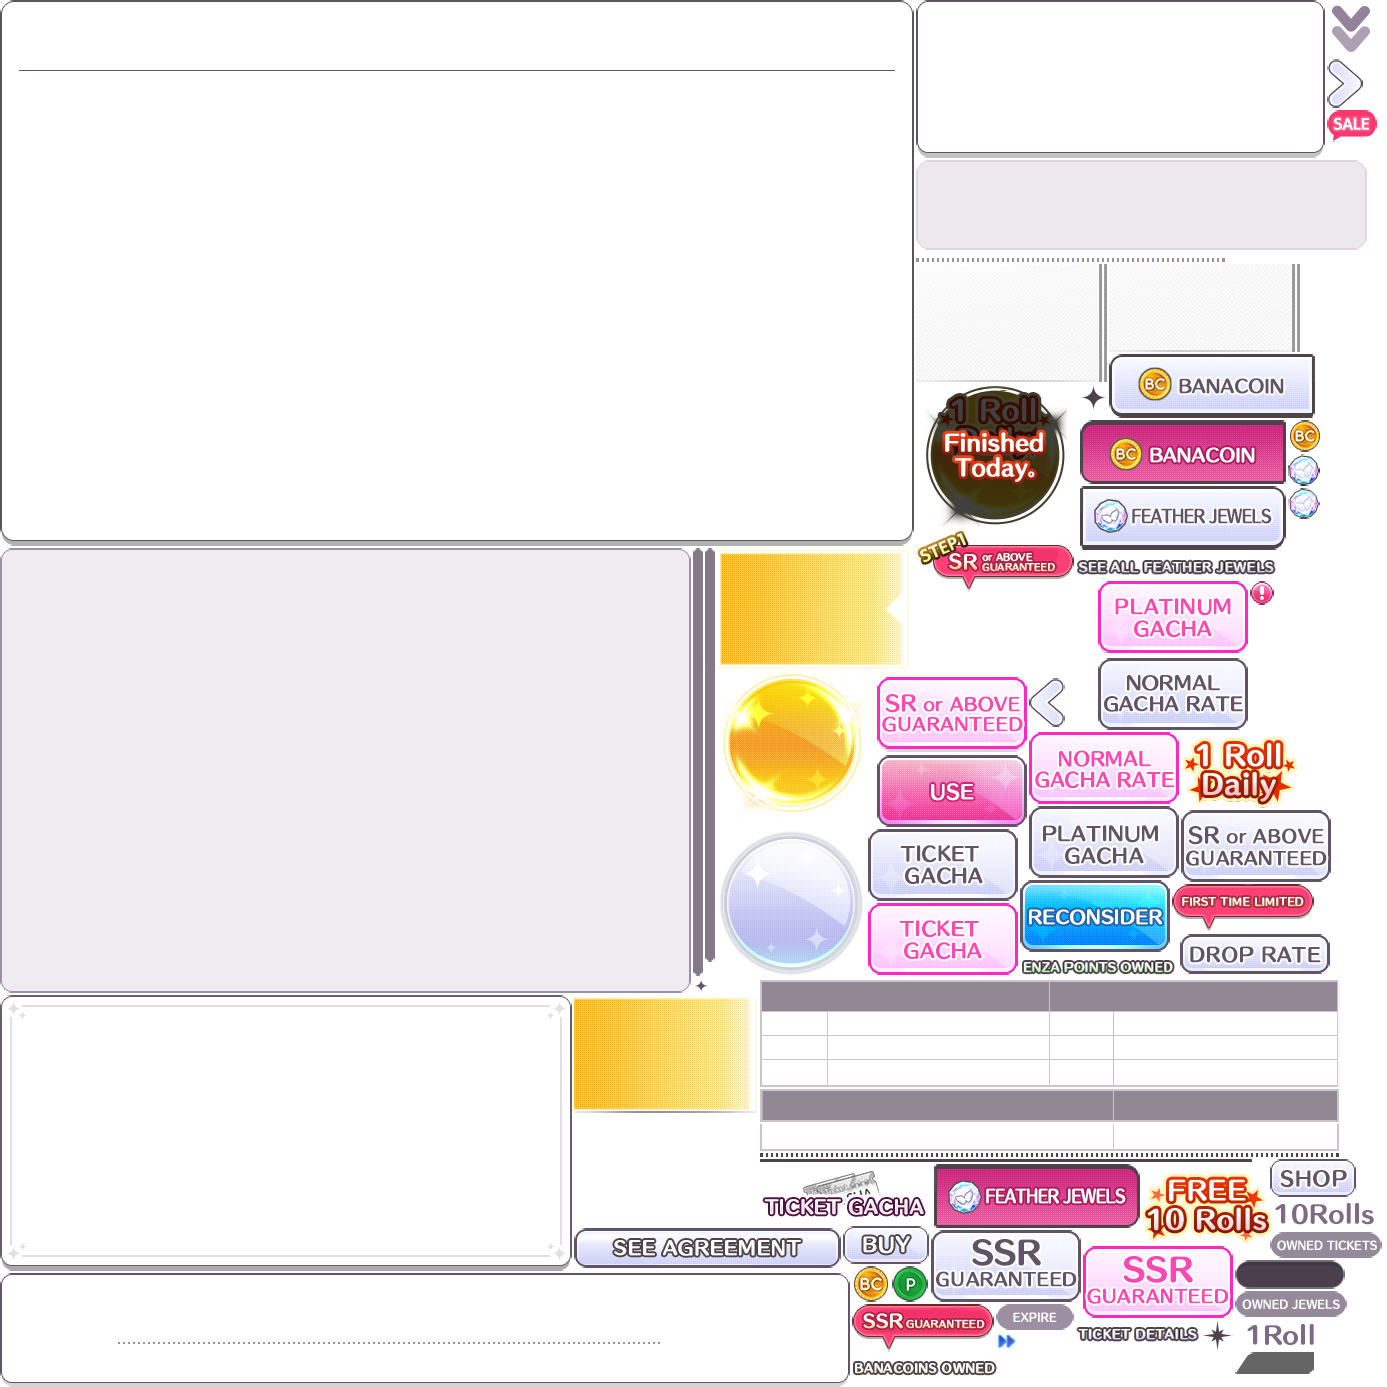 SALE
BC BANACOIN
1 Roll
Finished
Today。
BC BANACOIN
BC
FEATHER JEWELS
STEP1
SR or ABOVE
GUARANTEED
SEE ALL FEATHER JEWELS
PLATINUM
GACHA
!
NORMAL
GACHA RATE
SR or ABOVE
GUARANTEED
NORMAL
GACHA RATE
1 Roll
Daily
USE
TICKET
GACHA
PLATINUM
GACHA
SR or ABOVE
GUARANTEED
TICKET
GACHA
RECONSIDER
FIRST TIME LIMITED
ENZA POINTS OWNED
DROP RATE
TICKET GACHA
FEATHER JEWELS
FREE
10 Rolls
SHOP
10Rolls
OWNED TICKETS
SEE AGREEMENT
BUY
SSR
GUARANTEED
SSR
GUARANTEED
BC
P
OWNED JEWELS
SSR GUARANTEED
EXPIRE
TICKET DETAILS
1Roll
BANACOINS OWNED